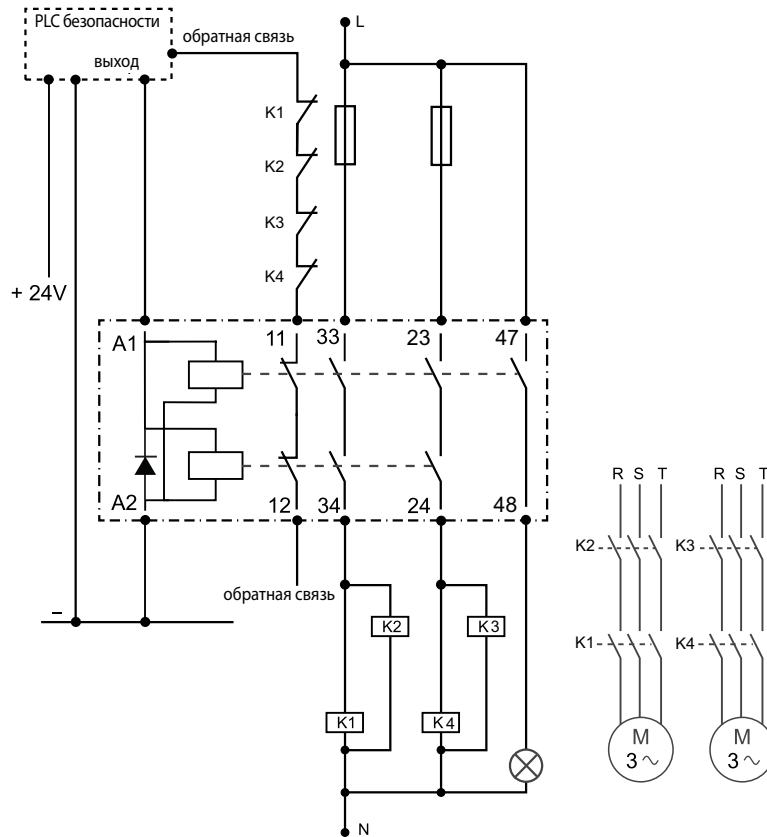 PLC безопасности
выход
обратная связь
L
K1
K2
K3
K4
+ 24V
A1
11
33
23
47
A2
12
34
24
48
обратная связь
–
K2
K3
K1
K4
N
R S T
R S T
K2
K3
K1
K4
M
3 ~
M
3 ~